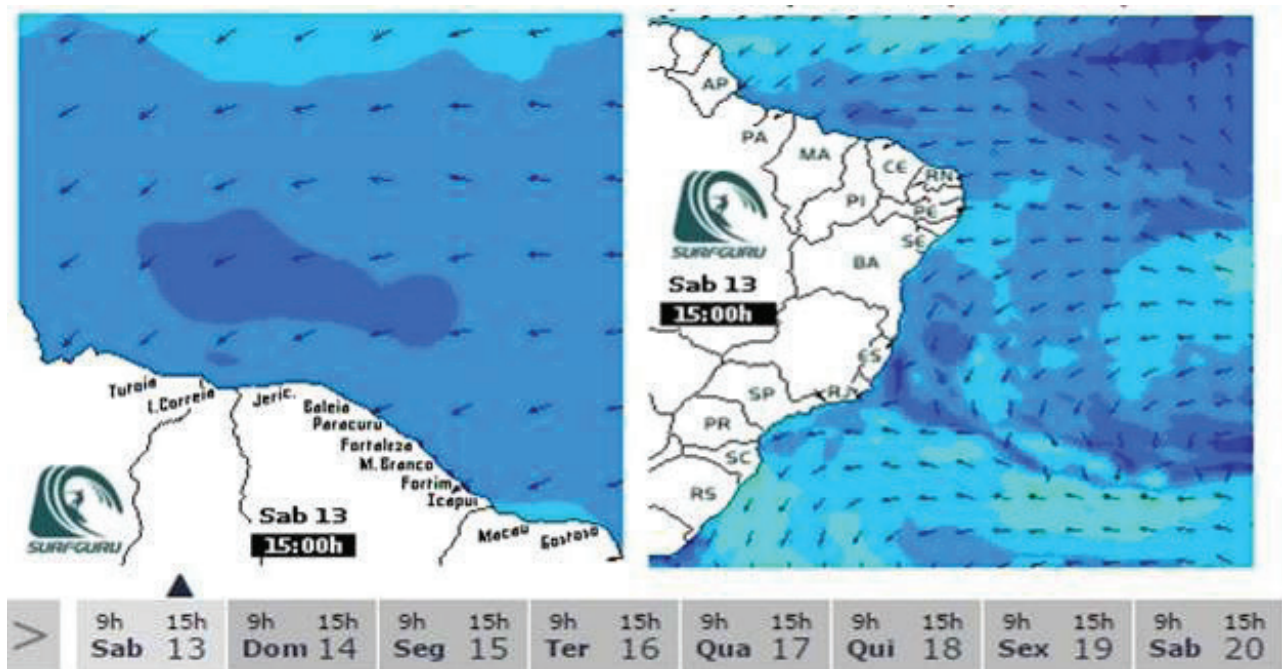 Tutoia
L.Correia
Jeric.
Baleia
Paracuru
Fortaleza
M.Branco
Fortim
Icapui
Macau
Gostoso
Sab 13
15:00h
SURFGURU
AP
PA
MA
CE
RN
PI
PE
SE
BA
SURFGURU
Sab 13
15:00h
ES
SP
RJ
PR
SC
RS
> 9h 15h 9h 15h 9h 15h 9h 15h 9h 15h 9h 15h 9h 15h 9h 15h
Sab 13 Dom 14 Seg 15 Ter 16 Qua 17 Qui 18 Sex 19 Sab 20